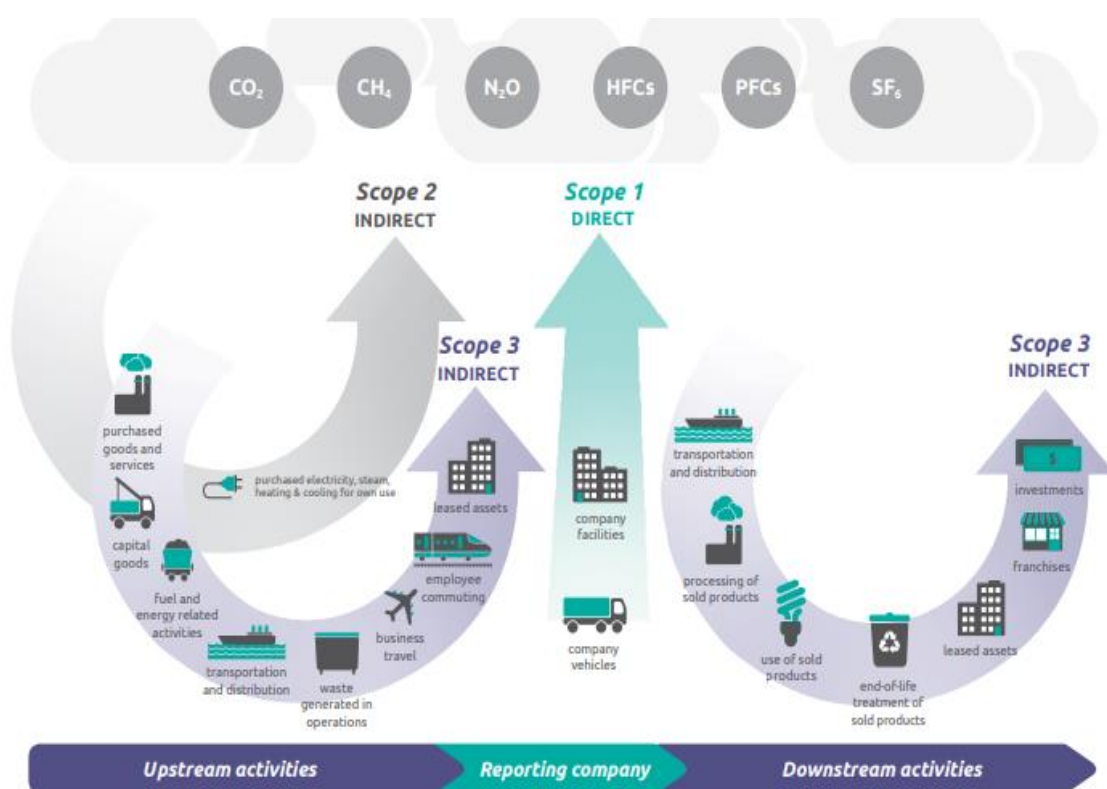 CO₂
CH₄
N₂O
HFCs
PFCs
SF₆
Scope 2
INDIRECT
Scope 1
DIRECT
Scope 3
INDIRECT
Scope 3
INDIRECT
purchased
goods and
services
capital
goods
fuel and
energy related
activities
purchased electricity, steam,
heating & cooling for own use
transportation
and distribution
waste
generated in
operations
business
travel
employee
commuting
leased assets
company
facilities
company
vehicles
transportation
and distribution
processing of
sold products
use of sold
products
end-of-life
treatment of
sold products
leased assets
franchises
investments
$
Upstream activities
Reporting company
Downstream activities